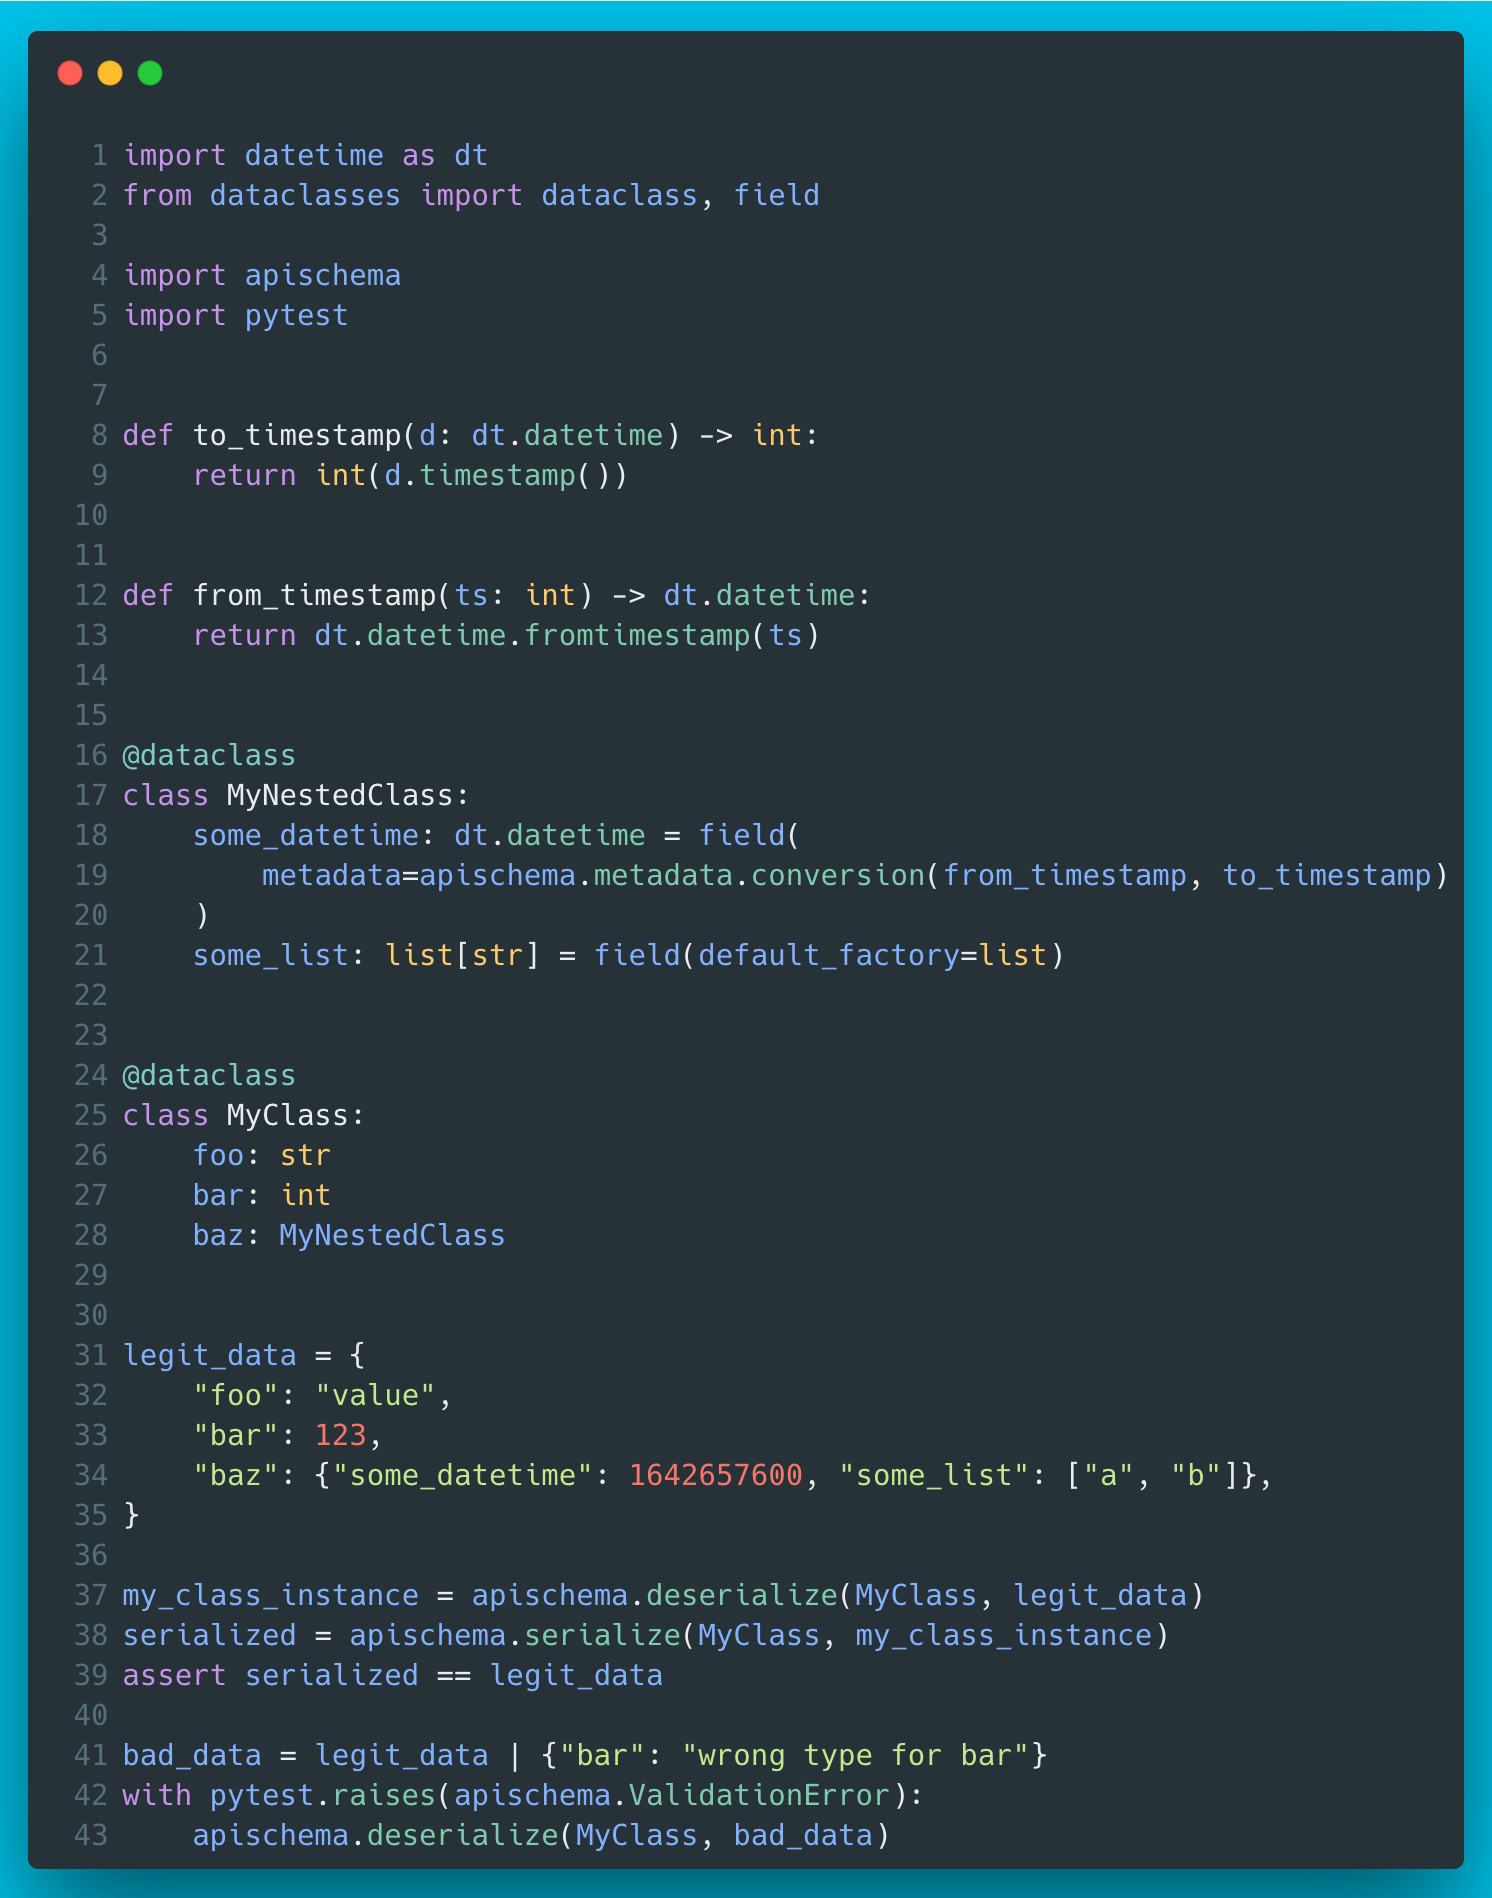 1 import datetime as dt
2 from dataclasses import dataclass, field
3
4 import apischema
5 import pytest
6
7
8 def to_timestamp(d: dt.datetime) -> int:
9     return int(d.timestamp())
10
11
12 def from_timestamp(ts: int) -> dt.datetime:
13     return dt.datetime.fromtimestamp(ts)
14
15
16 @dataclass
17 class MyNestedClass:
18     some_datetime: dt.datetime = field(
19         metadata=apischema.metadata.conversion(from_timestamp, to_timestamp)
20     )
21     some_list: list[str] = field(default_factory=list)
22
23
24 @dataclass
25 class MyClass:
26     foo: str
27     bar: int
28     baz: MyNestedClass
29
30
31 legit_data = {
32     "foo": "value",
33     "bar": 123,
34     "baz": {"some_datetime": 1642657600, "some_list": ["a", "b"]},
35 }
36
37 my_class_instance = apischema.deserialize(MyClass, legit_data)
38 serialized = apischema.serialize(MyClass, my_class_instance)
39 assert serialized == legit_data
40
41 bad_data = legit_data | {"bar": "wrong type for bar"}
42 with pytest.raises(apischema.ValidationError):
43     apischema.deserialize(MyClass, bad_data)